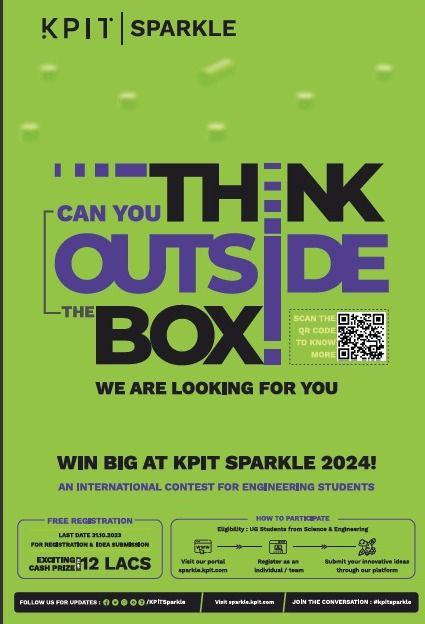 KPIT | SPARKLE
CAN YOU THINK
OUTSIDE
THE BOX!
SCAN THE
QR CODE
TO KNOW
MORE
WE ARE LOOKING FOR YOU
WIN BIG AT KPIT SPARKLE 2024!
AN INTERNATIONAL CONTEST FOR ENGINEERING STUDENTS
FREE REGISTRATION
LAST DATE 31.10.2023
FOR REGISTRATION & IDEA SUBMISSION
EXCITING
CASH PRIZE
12 LACS
HOW TO PARTICIPATE
Eligibility : UG Students from Science & Engineering
Visit our portal
sparkle.kpit.com
Register as an
individual / team
Submit your innovative ideas
through our platform
FOLLOW US FOR UPDATES : /KPITSparkle
Visit sparkle.kpit.com
JOIN THE CONVERSATION : #kpitsparkle